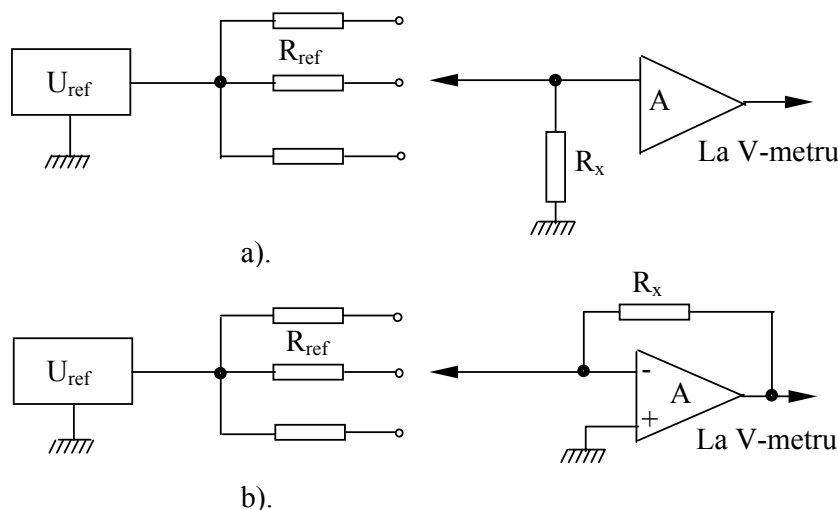 R_ref
U_ref
A
La V-metru
R_x
a).
R_x
R_ref
U_ref
-
A
+
La V-metru
b).